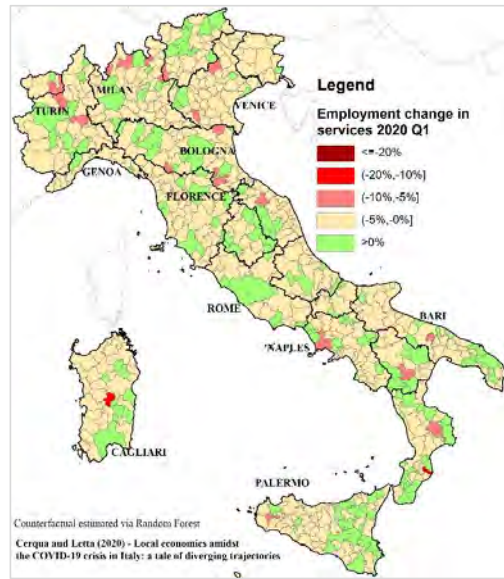 Legend
Employment change in
services 2020 Q1
<=-20%
(-20%,-10%]
(-10%,-5%]
(-5%,-0%]
>0%
MILAN
TURIN
VENICE
BOLOGNA
GENOA
FLORENCE
ROME
BARI
NAPLES
CAGLIARI
PALERMO
Counterfactual estimated via Random Forest
Cerqua and Letta (2020) - Local economics amidst
the COVID-19 crisis in Italy: a tale of diverging trajectories